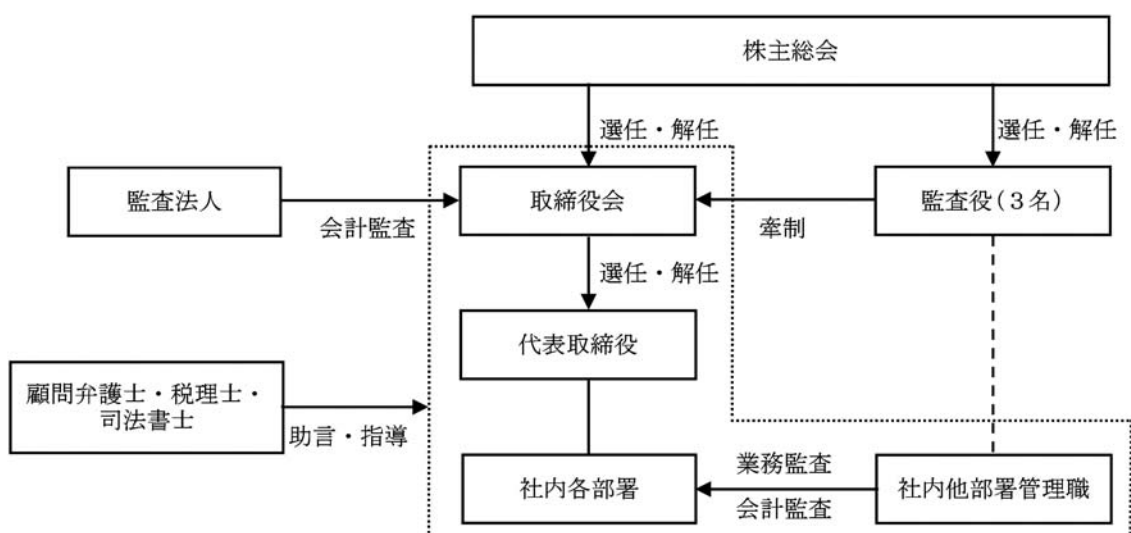 株主総会
選任・解任
選任・解任
監査法人
取締役会
監査役(3名)
会計監査
牽制
選任・解任
代表取締役
顧問弁護士・税理士・
司法書士
助言・指導
業務監査
社内各部署
社内他部署管理職
会計監査